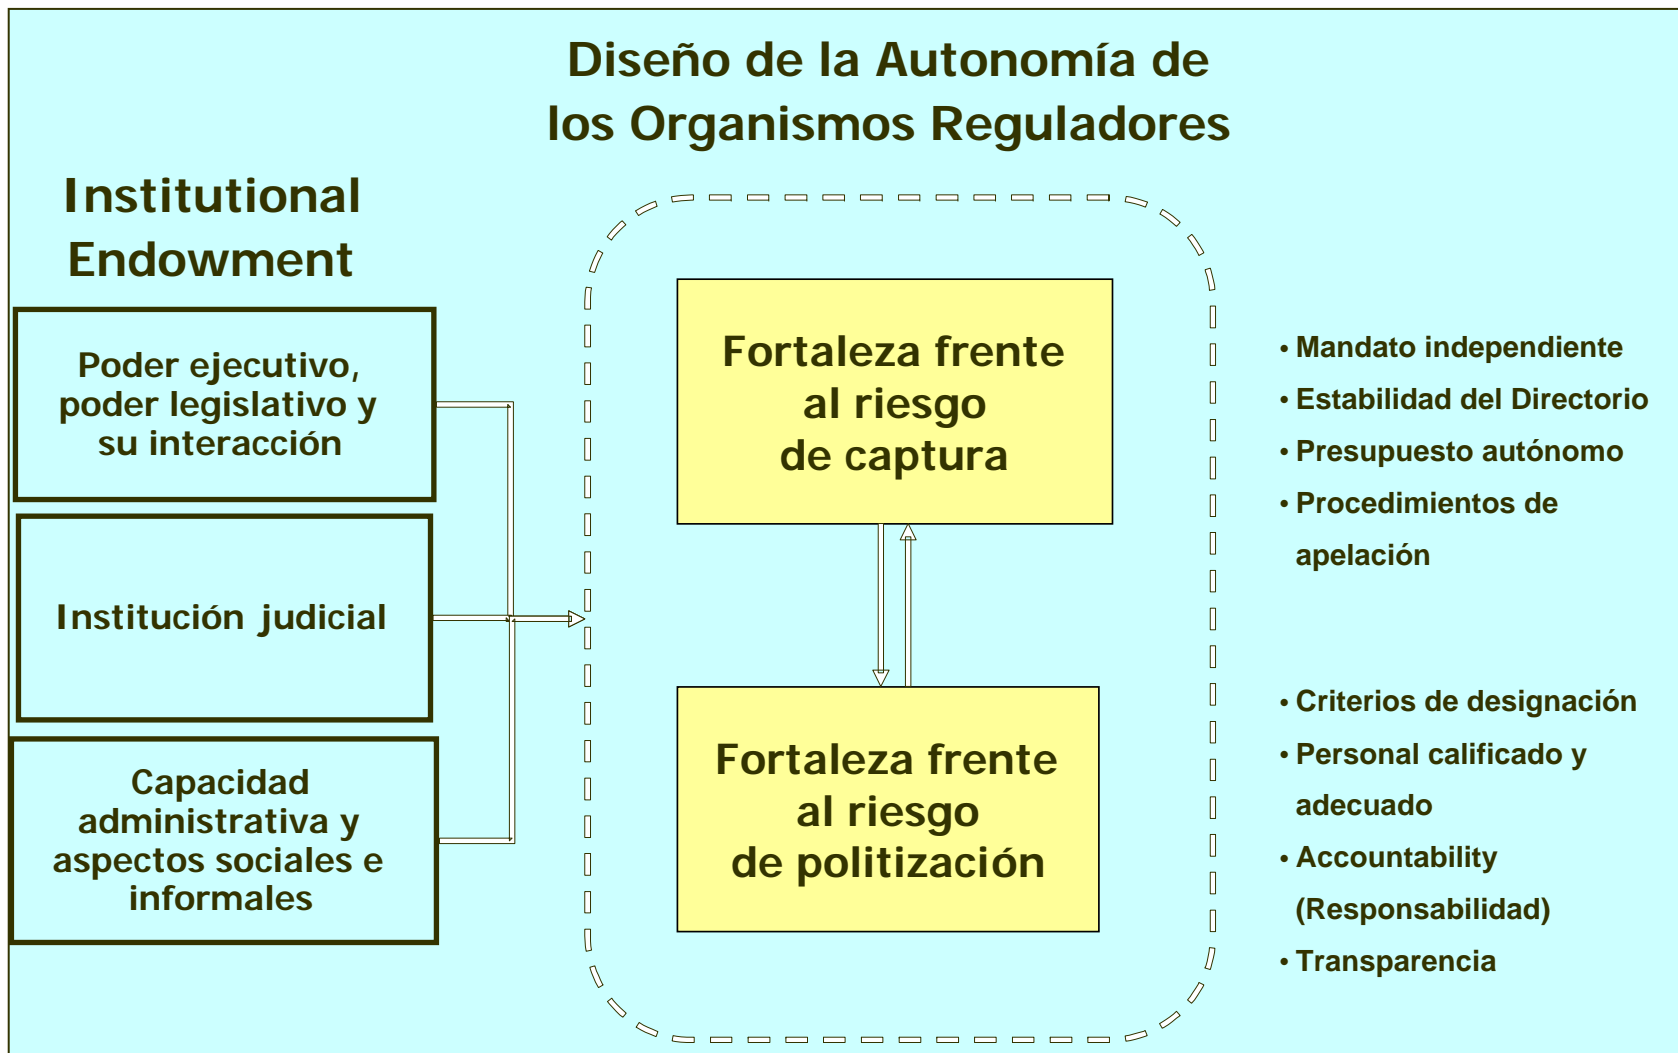 Diseño de la Autonomía de
los Organismos Reguladores
Institutional
Endowment
Poder ejecutivo,
poder legislativo y
su interacción
Institución judicial
Capacidad
administrativa y
aspectos sociales e
informales
Fortaleza frente
al riesgo
de captura
Fortaleza frente
al riesgo
de politización
• Mandato independiente
• Estabilidad del Directorio
• Presupuesto autónomo
• Procedimientos de
apelación
• Criterios de designación
• Personal calificado y
adecuado
• Accountability
(Responsabilidad)
• Transparencia